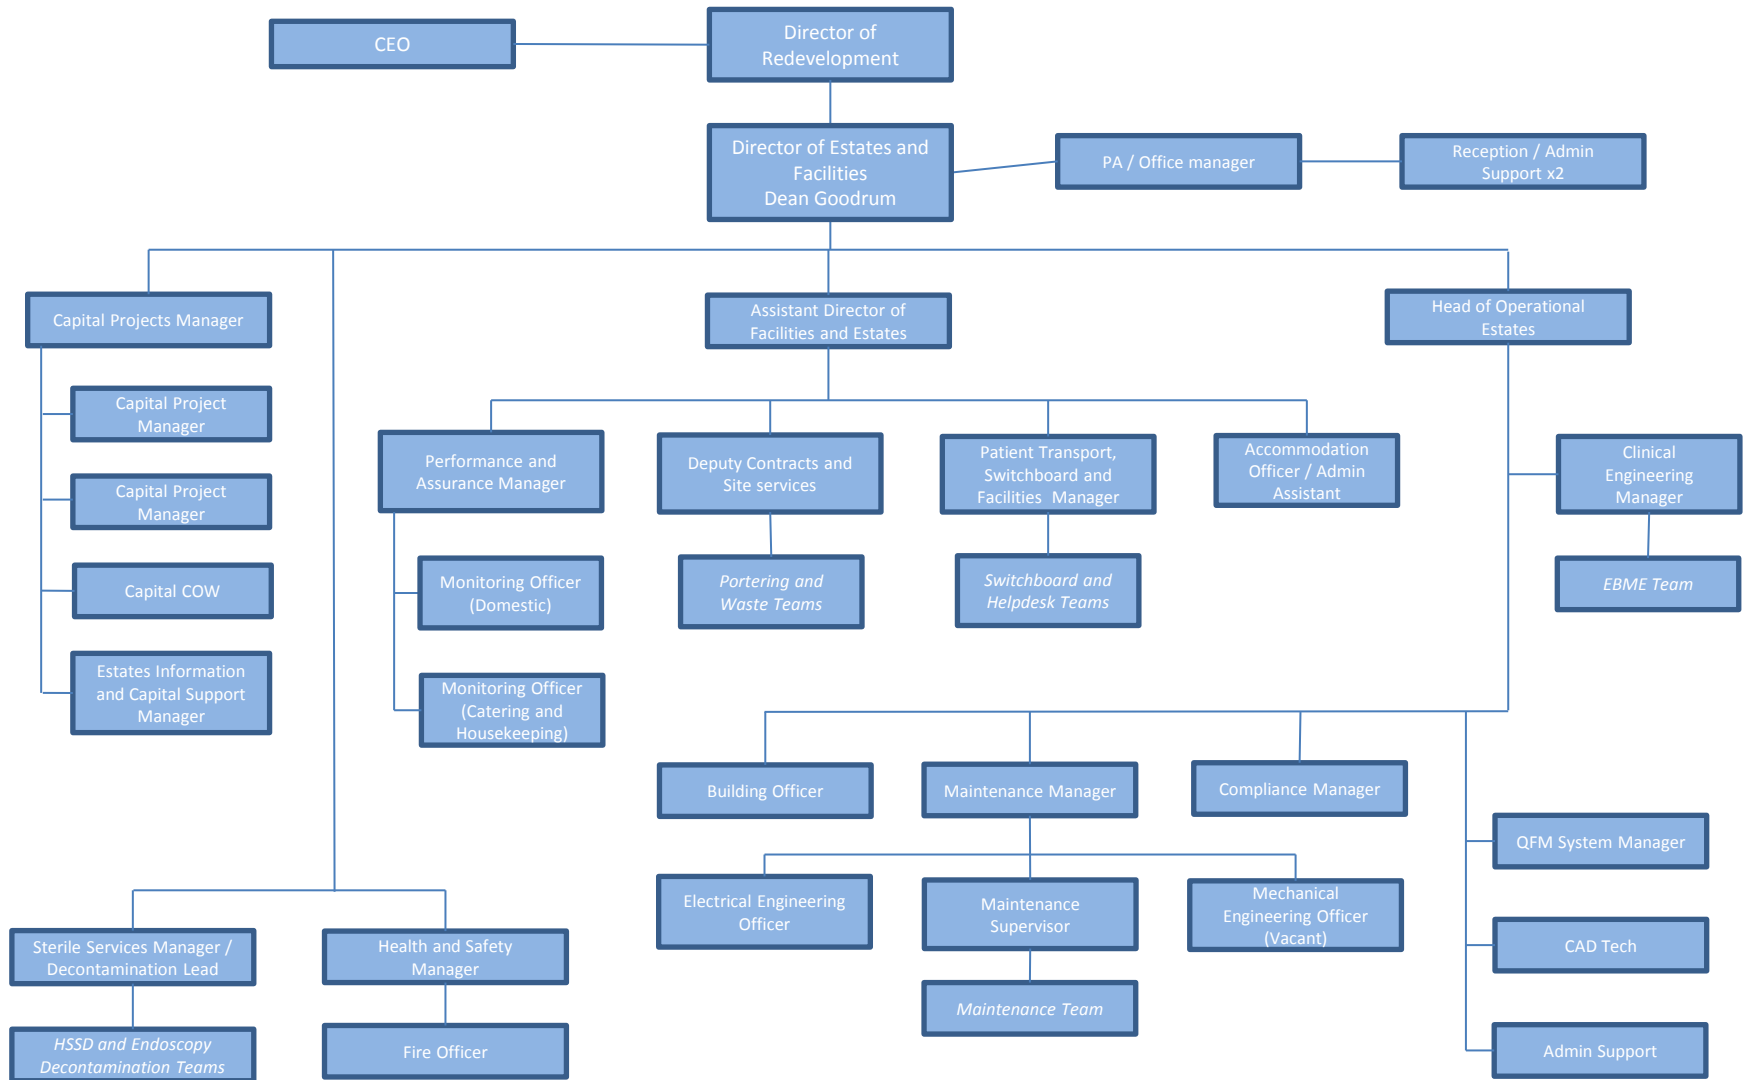 CEO
Director of
Redevelopment
Director of Estates and
Facilities
Dean Goodrum
PA / Office manager
Reception / Admin
Support x2
Capital Projects Manager
Assistant Director of
Facilities and Estates
Head of Operational
Estates
Capital Project
Manager
Capital Project
Manager
Capital COW
Estates Information
and Capital Support
Manager
Performance and
Assurance Manager
Monitoring Officer
(Domestic)
Monitoring Officer
(Catering and
Housekeeping)
Deputy Contracts and
Site services
Portering and
Waste Teams
Patient Transport,
Switchboard and
Facilities Manager
Switchboard and
Helpdesk Teams
Accommodation
Officer / Admin
Assistant
Clinical
Engineering
Manager
EBME Team
Building Officer
Maintenance Manager
Compliance Manager
Electrical Engineering
Officer
Maintenance
Supervisor
Mechanical
Engineering Officer
(Vacant)
Maintenance Team
QFM System Manager
CAD Tech
Admin Support
Sterile Services Manager /
Decontamination Lead
HSSD and Endoscopy
Decontamination Teams
Health and Safety
Manager
Fire Officer